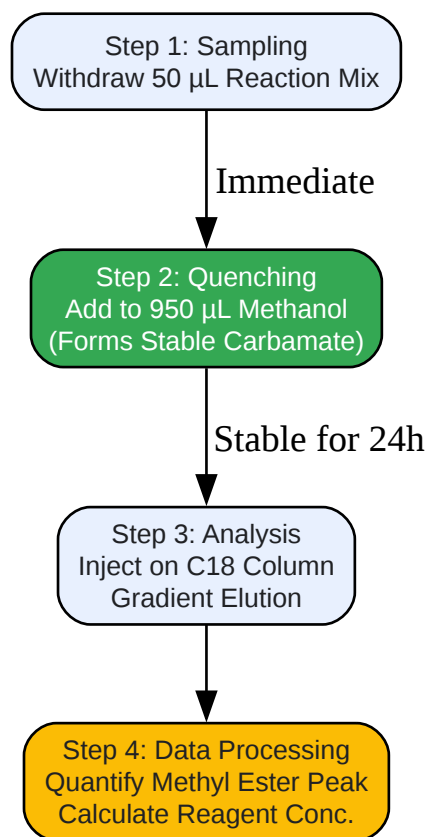 Step 1: Sampling
Withdraw 50 µL Reaction Mix
Immediate
Step 2: Quenching
Add to 950 µL Methanol
(Forms Stable Carbamate)
Stable for 24h
Step 3: Analysis
Inject on C18 Column
Gradient Elution
Step 4: Data Processing
Quantify Methyl Ester Peak
Calculate Reagent Conc.